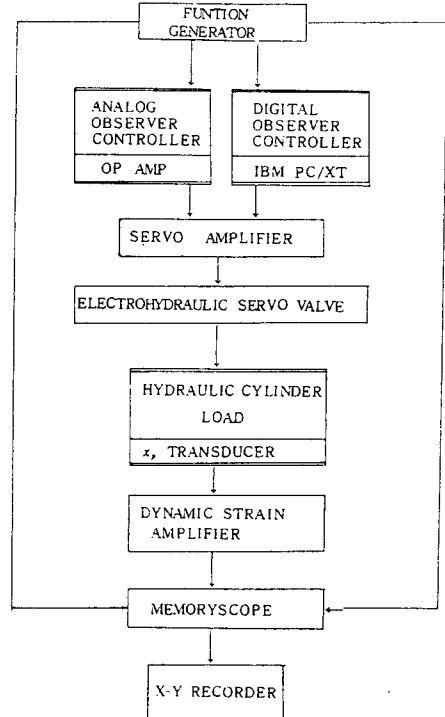 FUNTION
GENERATOR
ANALOG
OBSERVER
CONTROLLER
OP AMP
DIGITAL
OBSERVER
CONTROLLER
IBM PC/XT
SERVO AMPLIFIER
ELECTROHYDRAULIC SERVO VALVE
HYDRAULIC CYLINDER
LOAD
x, TRANSDUCER
DYNAMIC STRAIN
AMPLIFIER
MEMORYSCOPE
X-Y RECORDER